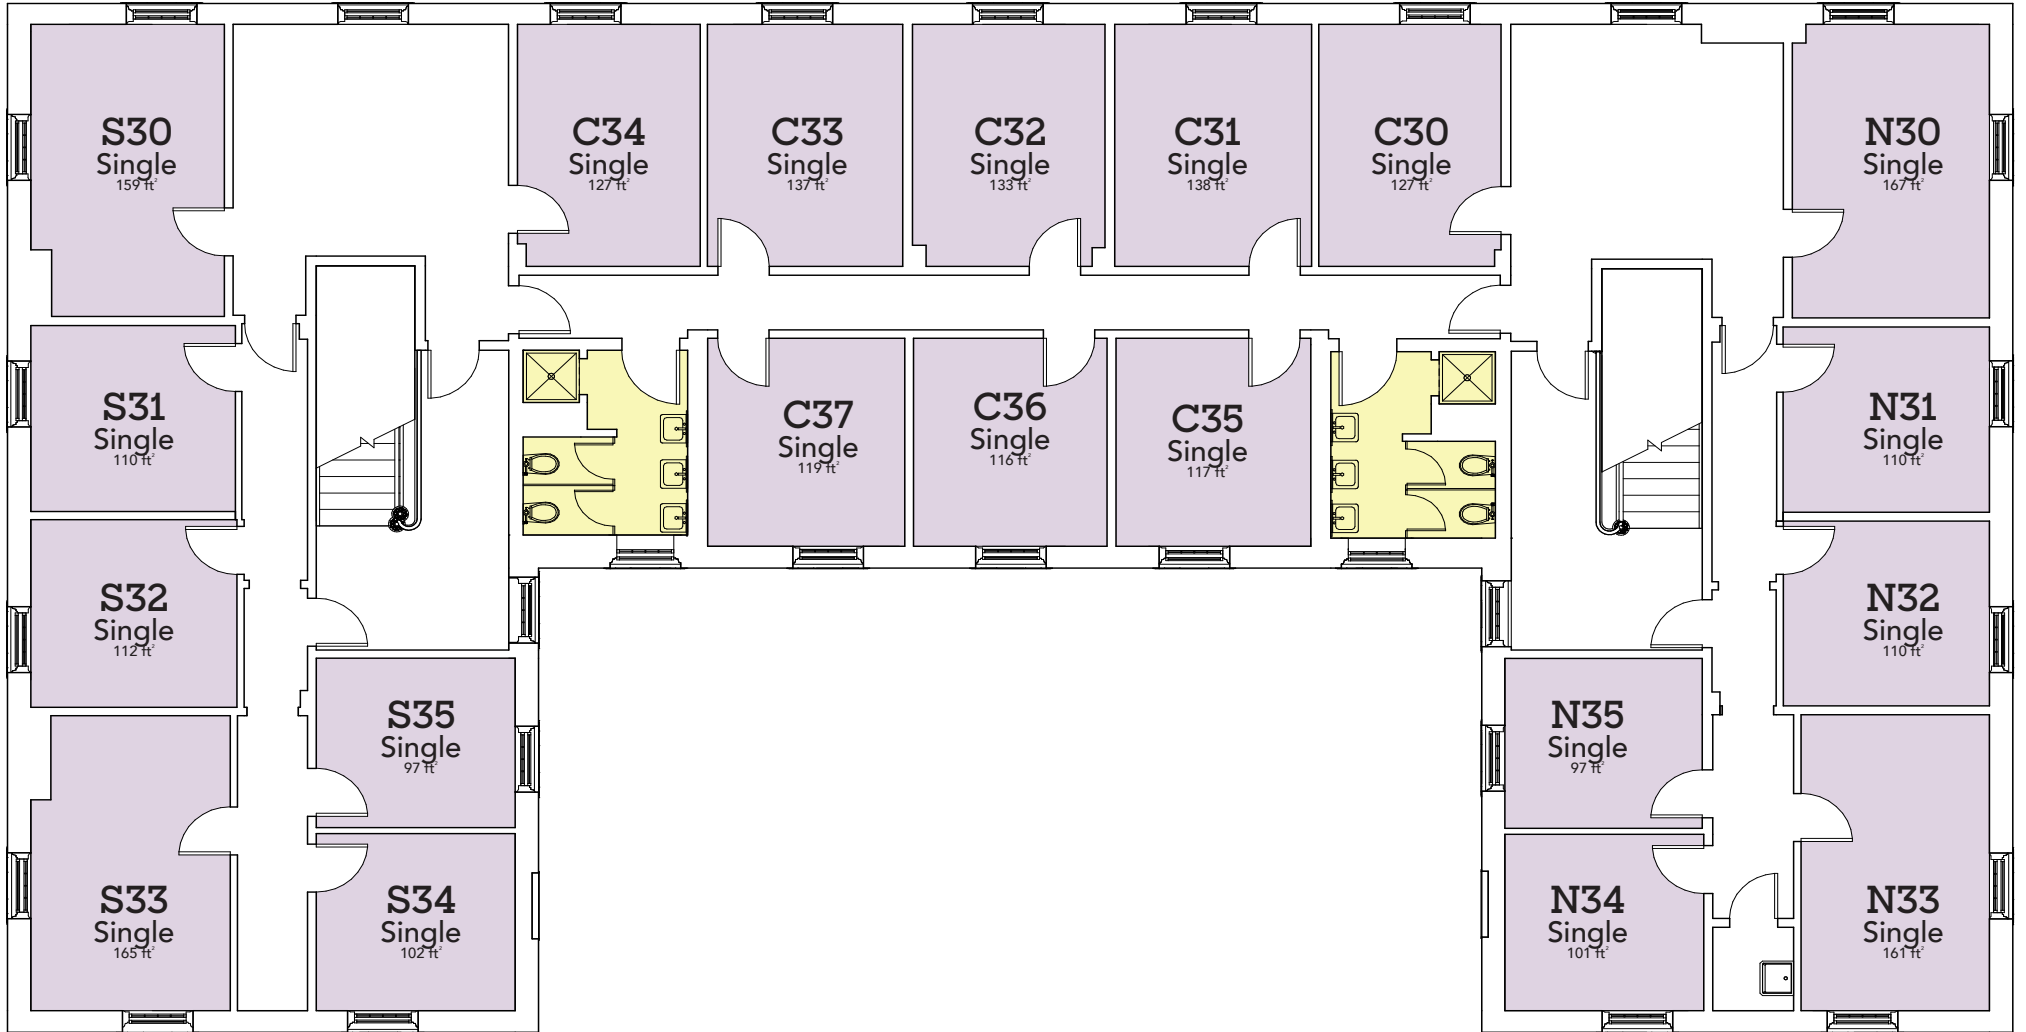 S30
Single
159 ft²
C34
Single
127 ft²
C33
Single
137 ft²
C32
Single
133 ft²
C31
Single
138 ft²
C30
Single
127 ft²
N30
Single
167 ft²
S31
Single
110 ft²
C37
Single
119 ft²
C36
Single
116 ft²
C35
Single
117 ft²
N31
Single
110 ft²
S32
Single
112 ft²
N32
Single
110 ft²
S35
Single
97 ft²
N35
Single
97 ft²
S33
Single
165 ft²
S34
Single
102 ft²
N34
Single
101 ft²
N33
Single
161 ft²